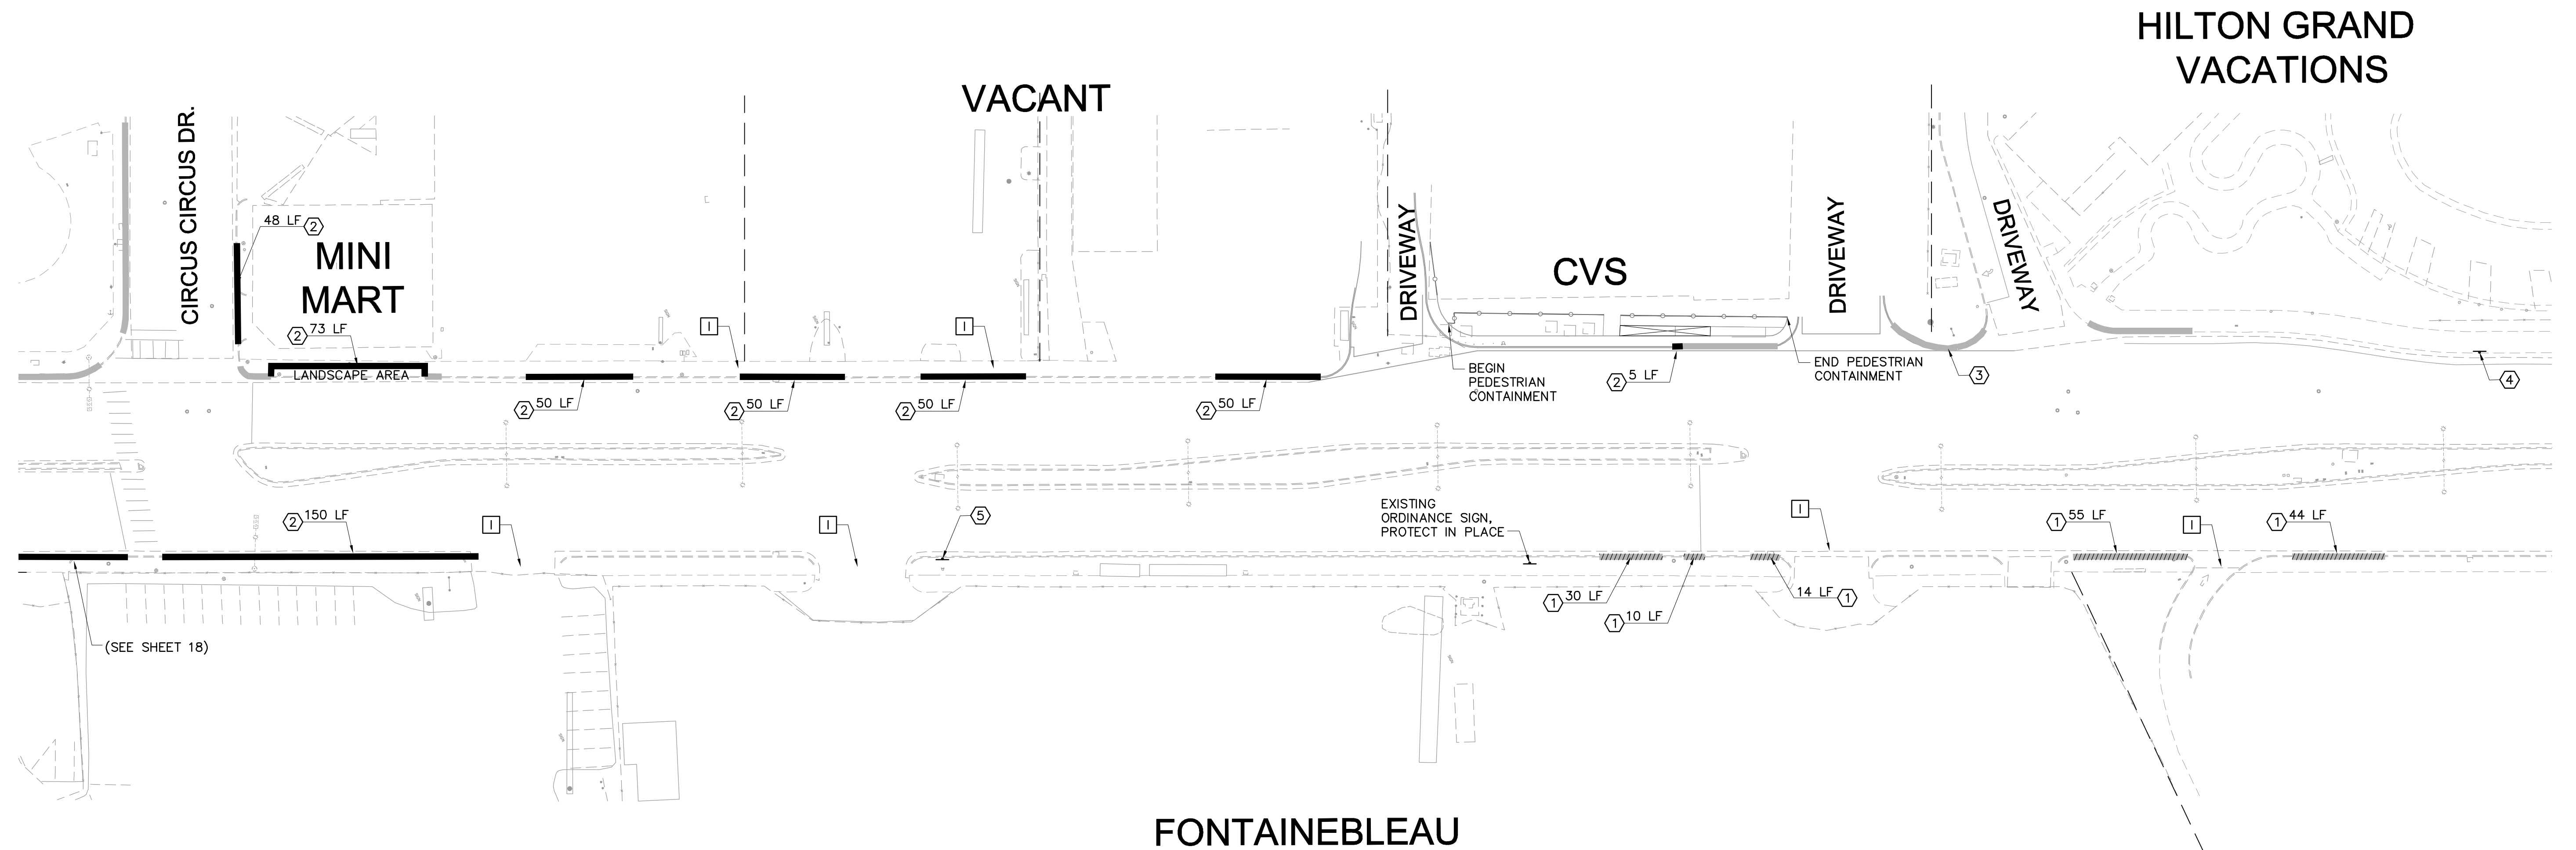 HILTON GRAND
VACATIONS
VACANT
CIRCUS CIRCUS DR.
48 LF 2
MINI
MART
2 73 LF
LANDSCAPE AREA
I
I
2 50 LF
2 50 LF
2 50 LF
2 50 LF
DRIVEWAY
CVS
DRIVEWAY
DRIVEWAY
BEGIN
PEDESTRIAN
CONTAINMENT
2 5 LF
END PEDESTRIAN
CONTAINMENT
3
4
2 150 LF
I
I
5
EXISTING
ORDINANCE SIGN,
PROTECT IN PLACE
I
1 55 LF
I
1 44 LF
1 30 LF
1 10 LF
14 LF 1
(SEE SHEET 18)
FONTAINEBLEAU